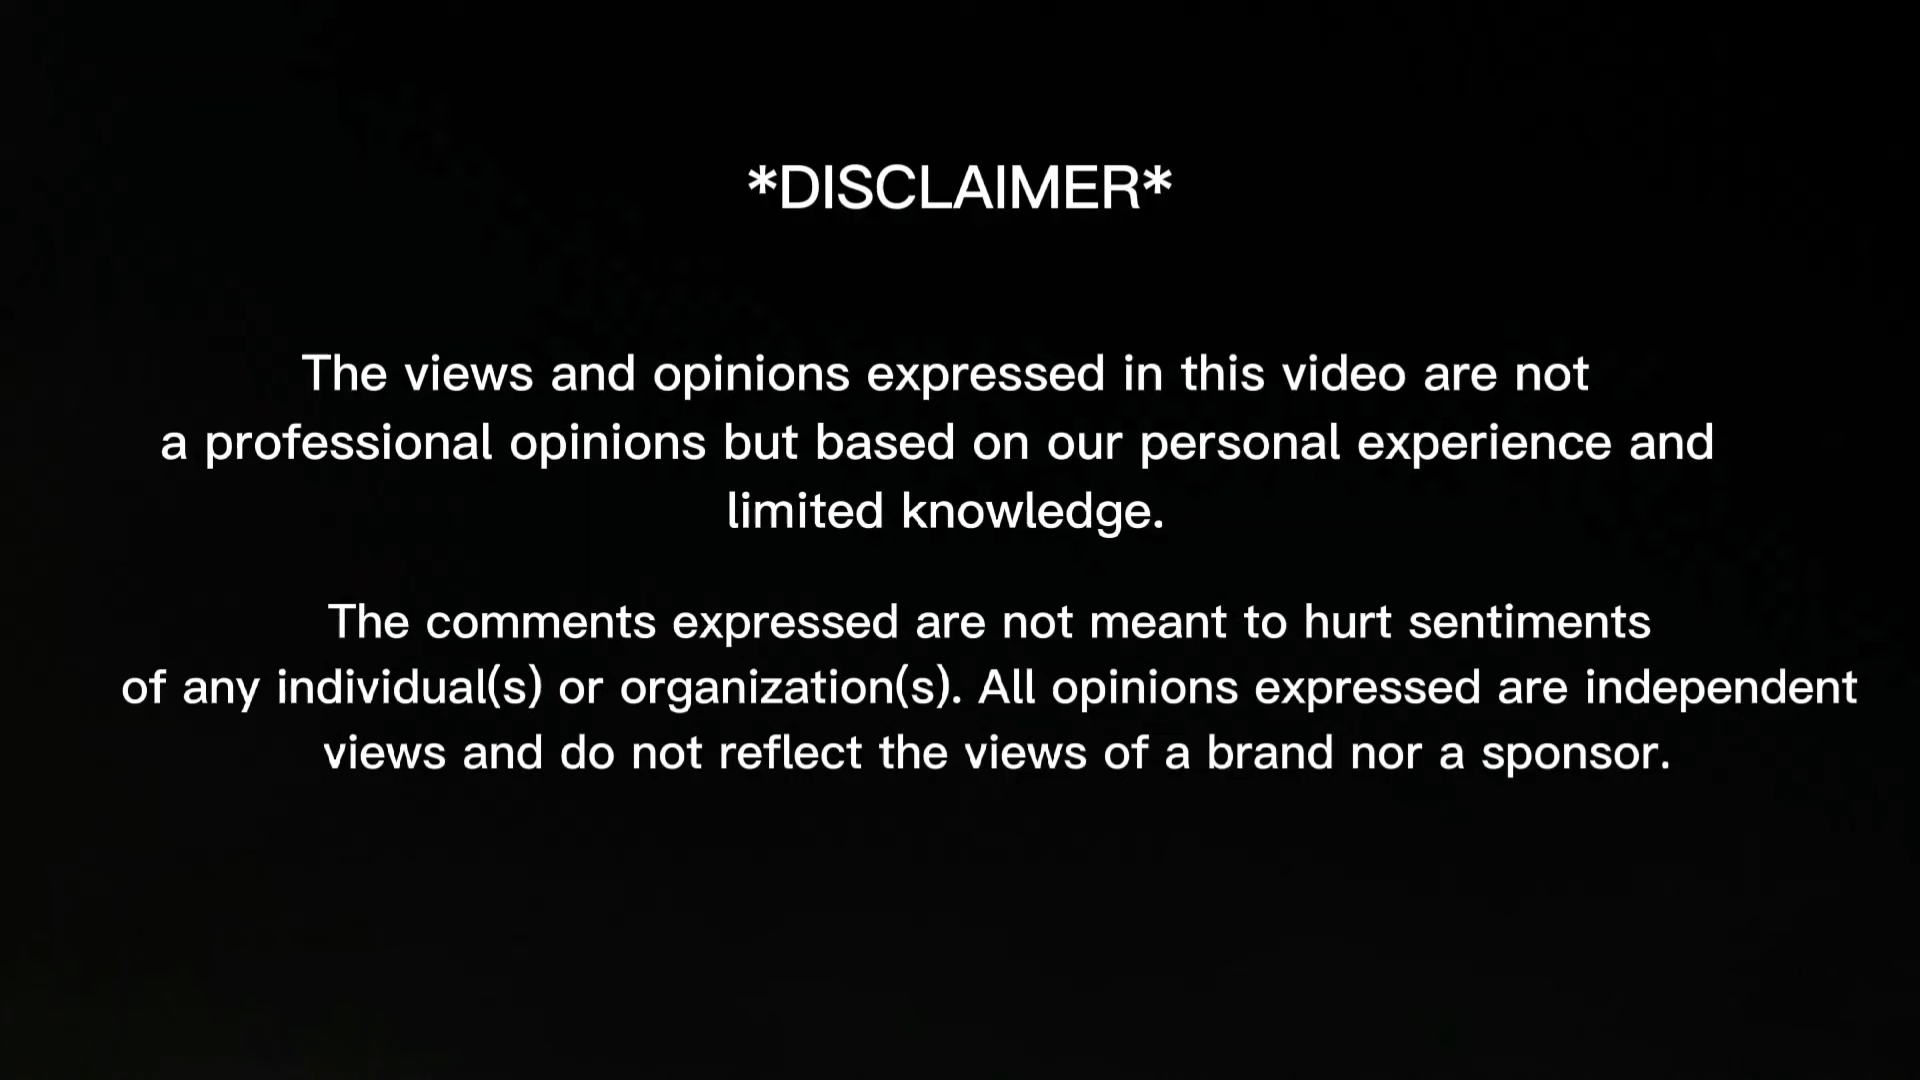 *DISCLAIMER*
The views and opinions expressed in this video are not
a professional opinions but based on our personal experience and
limited knowledge.
The comments expressed are not meant to hurt sentiments
of any individual(s) or organization(s). All opinions expressed are independent
views and do not reflect the views of a brand nor a sponsor.